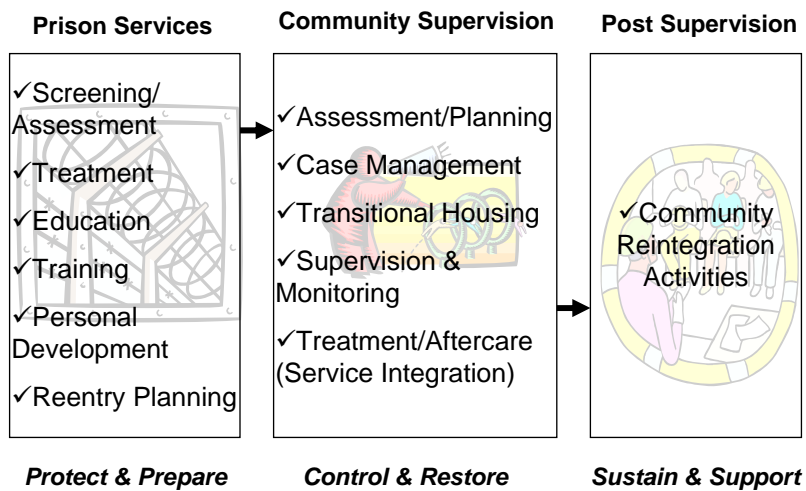 Prison Services
✓Screening/
Assessment
✓Treatment
✓Education
✓Training
✓Personal
Development
✓Reentry Planning
Protect & Prepare
Community Supervision
✓Assessment/Planning
✓Case Management
✓Transitional Housing
✓Supervision &
Monitoring
✓Treatment/Aftercare
(Service Integration)
Control & Restore
Post Supervision
✓Community
Reintegration
Activities
Sustain & Support